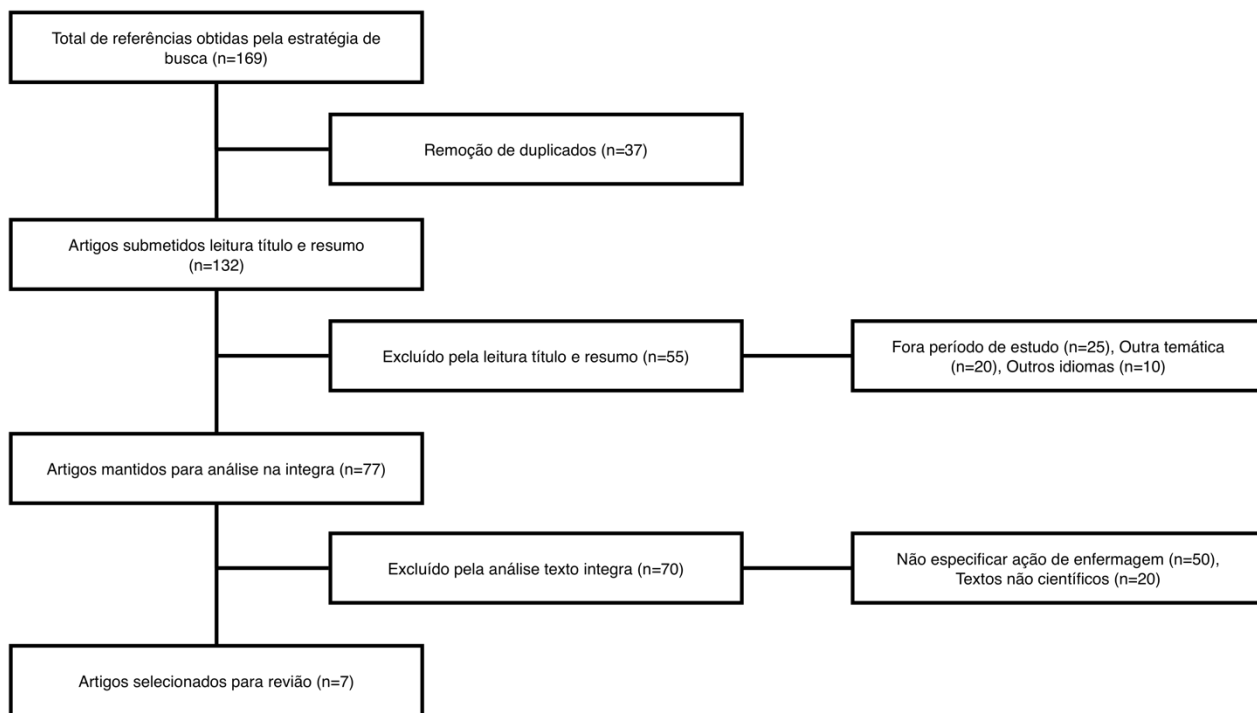 Total de referências obtidas pela estratégia de
busca (n=169)
Remoção de duplicados (n=37)
Artigos submetidos leitura título e resumo
(n=132)
Excluído pela leitura título e resumo (n=55)
Fora período de estudo (n=25), Outra temática
(n=20), Outros idiomas (n=10)
Artigos mantidos para análise na integra (n=77)
Excluído pela análise texto integra (n=70)
Não especificar ação de enfermagem (n=50),
Textos não científicos (n=20)
Artigos selecionados para revião (n=7)